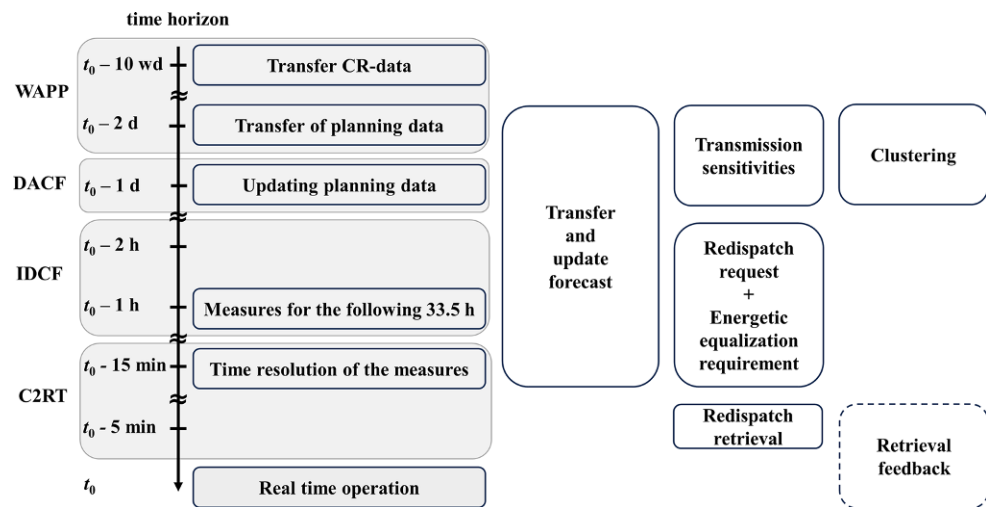 time horizon
WAPP
t0 – 10 wd
Transfer CR-data
t0 – 2 d
Transfer of planning data
DACF
t0 – 1 d
Updating planning data
IDCF
t0 – 2 h
t0 – 1 h
Measures for the following 33.5 h
C2RT
t0 - 15 min
Time resolution of the measures
t0 - 5 min
t0
Real time operation
Transfer
and
update
forecast
Transmission
sensitivities
Clustering
Redispatch
request
+
Energetic
equalization
requirement
Redispatch
retrieval
Retrieval
feedback